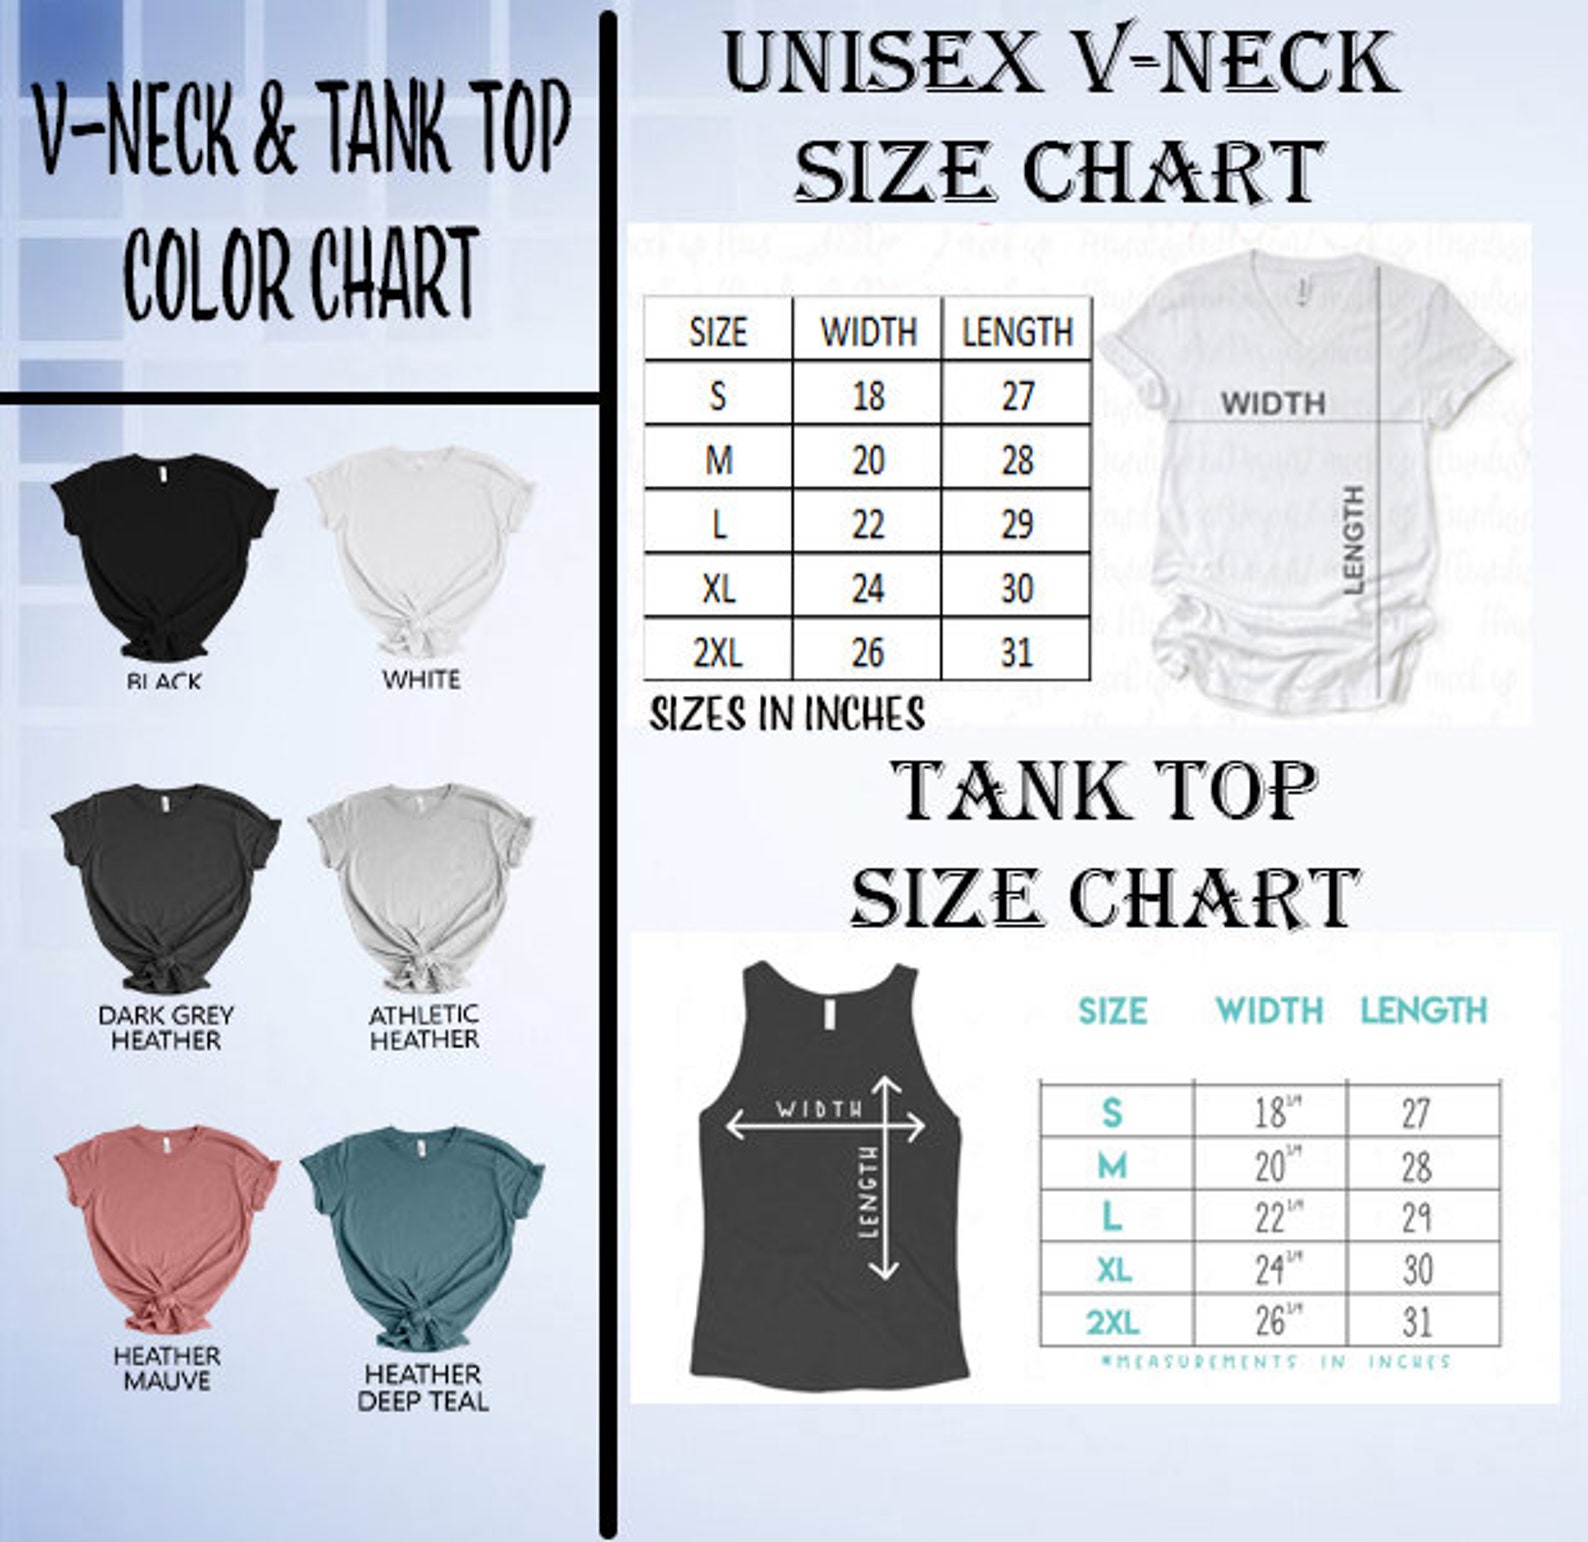 V-NECK & TANK TOP
COLOR CHART
BLACK
WHITE
DARK GREY
HEATHER
ATHLETIC
HEATHER
HEATHER
MAUVE
HEATHER
DEEP TEAL
UNISEX V-NECK
SIZE CHART
SIZE WIDTH LENGTH
S 18 27
M 20 28
L 22 29
XL 24 30
2XL 26 31
SIZES IN INCHES
WIDTH
LENGTH
TANK TOP
SIZE CHART
WIDTH
LENGTH
SIZE WIDTH LENGTH
S 18 1/4 27
M 20 1/4 28
L 22 1/4 29
XL 24 1/4 30
2XL 26 1/4 31
*MEASUREMENTS IN INCHES